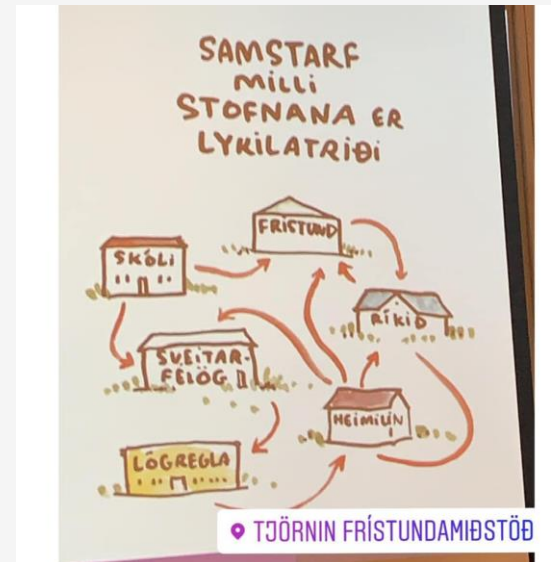 SAMSTARF
MILLI
STOFNANA ER
LYKILATRIÐI
FRÍSTUND
SKÓLI
RÍKIÐ
SVEITAR-
FÉLÖG
HEIMILIN
LÖGREGLA
TJÖRNIN FRÍSTUNDAMIÐSTÖÐ